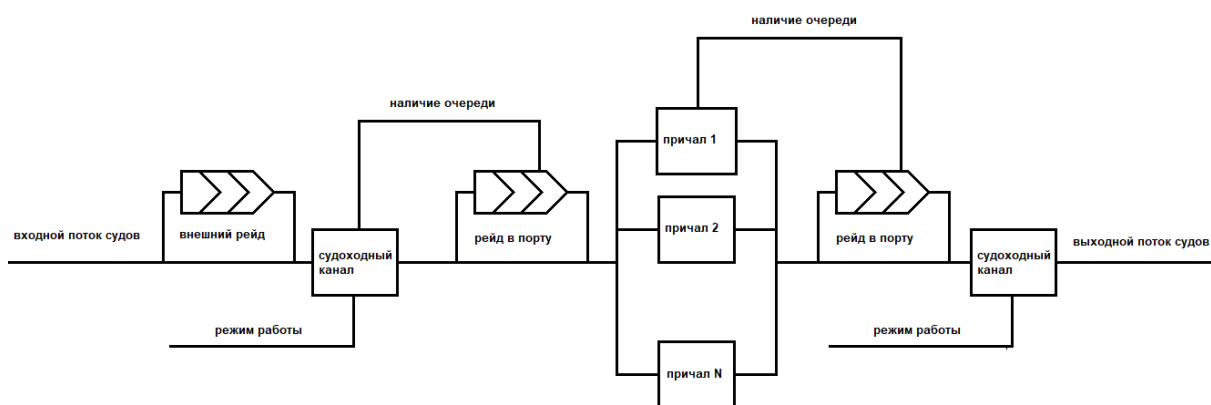 наличие очереди
наличие очереди
причал 1
входной поток судов
внешний рейд
судоходный
канал
рейд в порту
причал 2
рейд в порту
судоходный
канал
выходной поток судов
режим работы
режим работы
причал N